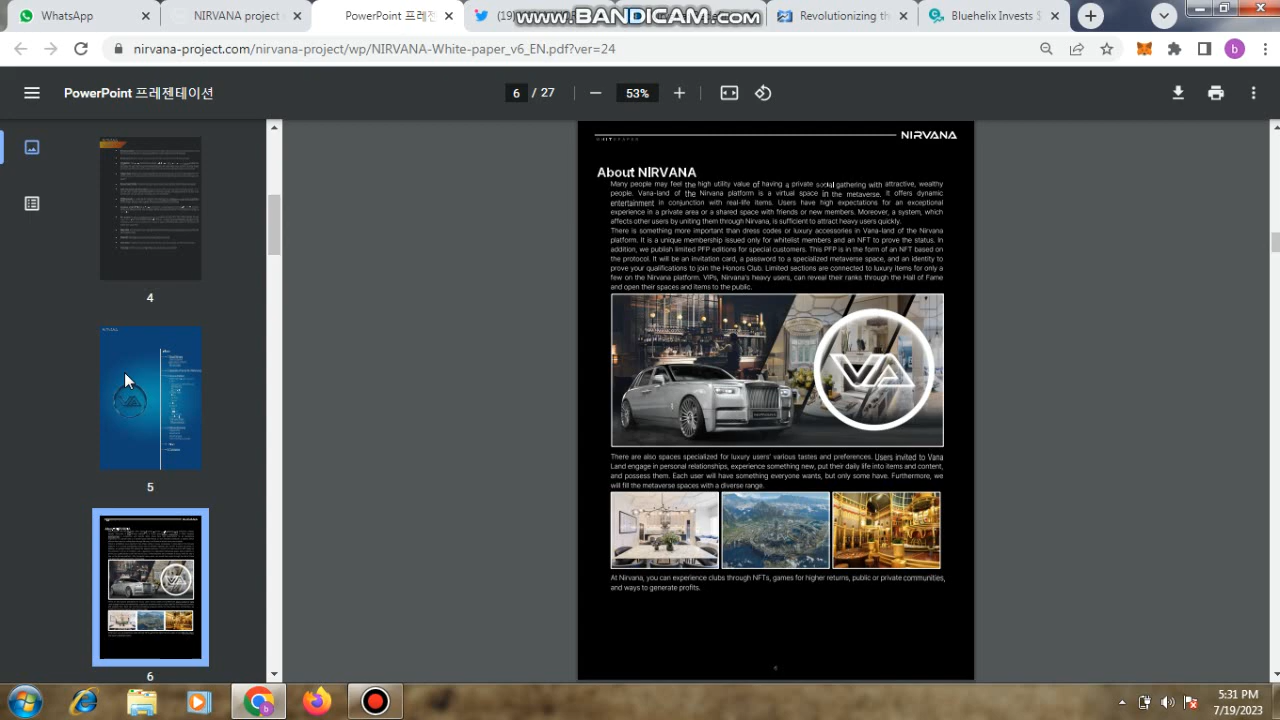 WhatsApp
NIRVANA project
PowerPoint 프레젠
www.BANDICAM.com
Revolutionizing th
Bluehelix Invests S
nirvana-project.com/nirvana-project/wp/NIRVANA-White-paper_v6_EN.pdf?ver=24
b
PowerPoint 프레젠테이션
6 / 27
53%
4
5
6
NIRVANA
About NIRVANA
Many people may feel the high utility value of having a private social gathering with attractive, wealthy
people. Vana-land of the Nirvana platform is a virtual space in the metaverse. It offers dynamic
entertainment in conjunction with real-life items. Users have high expectations for an exceptional
experience in a private area or a shared space with friends or new members. Moreover, a system, which
affects other users by uniting them through Nirvana, is sufficient to attract heavy users quickly.
There is something more important than dress codes or luxury accessories in Vana-land of the Nirvana
platform. It is a unique membership issued only for whitelist members and an NFT to prove the status. In
addition, we publish limited PFP editions for special customers. This PFP is in the form of an NFT based on
the protocol. It will be an invitation card, a password to a specialized metaverse space, and an identity to
prove your qualifications to join the Honors Club. Limited sections are connected to luxury items for only a
few on the Nirvana platform. VIPs, Nirvana's heavy users, can reveal their ranks through the Hall of Fame
and open their spaces and items to the public.
VA
There are also spaces specialized for luxury users' various tastes and preferences. Users invited to Vana
Land engage in personal relationships, experience something new, put their daily life into items and content,
and possess them. Each user will have something everyone wants, but only some have. Furthermore, we
will fill the metaverse spaces with a diverse range.
At Nirvana, you can experience clubs through NFTs, games for higher returns, public or private communities,
and ways to generate profits.
b
5:31 PM
7/19/2023